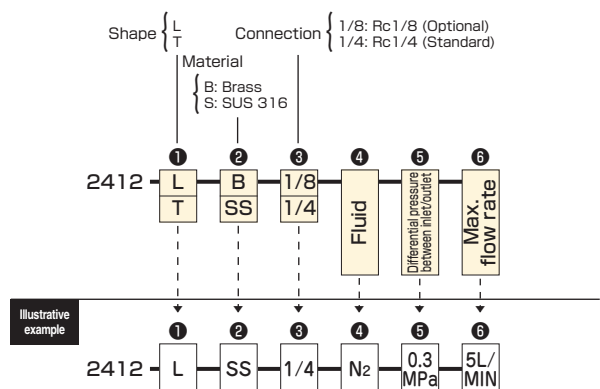 Shape { L
T
Connection { 1/8: Rc1/8 (Optional)
1/4: Rc1/4 (Standard)
Material
{ B: Brass
S: SUS 316
❶ ❷ ❸ ❹ ❺ ❻
2412 L B 1/8 Fluid Differential pressure between inlet/outlet Max. flow rate
T SS 1/4
Illustrative
example
❶ ❷ ❸ ❹ ❺ ❻
2412 L SS 1/4 N2 0.3 MPa 5L/MIN